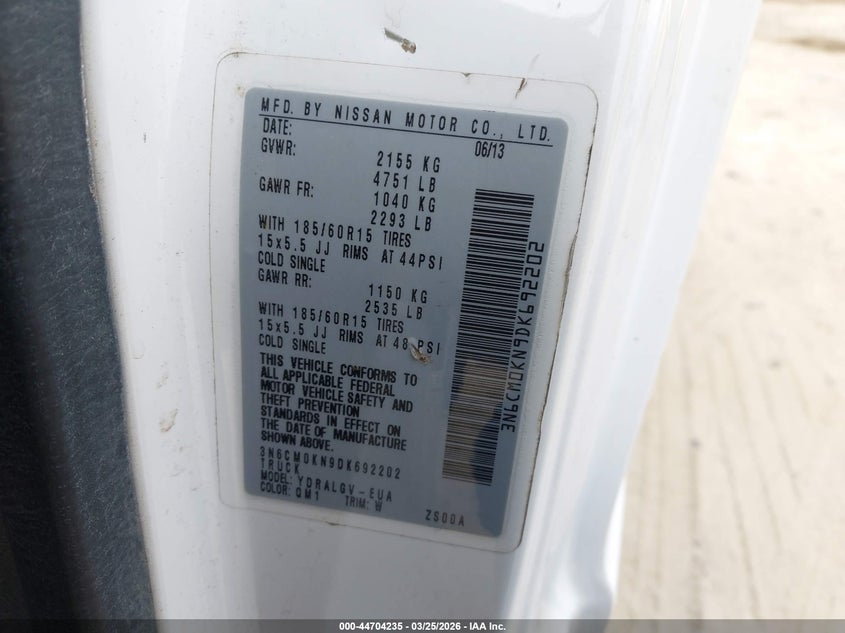 MFD. BY NISSAN MOTOR CO., LTD.
DATE: 06/13
GVWR: 2155 KG
4751 LB
GAWR FR: 1040 KG
2293 LB
WITH 185/60R15 TIRES
15x5.5 JJ RIMS AT 44PSI
COLD SINGLE
GAWR RR: 1150 KG
2535 LB
WITH 185/60R15 TIRES
15x5.5 JJ RIMS AT 48 PSI
COLD SINGLE
THIS VEHICLE CONFORMS TO
ALL APPLICABLE FEDERAL
MOTOR VEHICLE SAFETY AND
THEFT PREVENTION
STANDARDS IN EFFECT ON
THE DATE OF MANUFACTURE
SHOWN ABOVE.
3N6CM0KN9DK692202
TRUCK
MODEL: YDRALGV-EUA
COLOR: QM1 TRIM: W
ZS00A
3N6CM0KN9DK692202
000-44704235 - 03/25/2026 - IAA Inc.